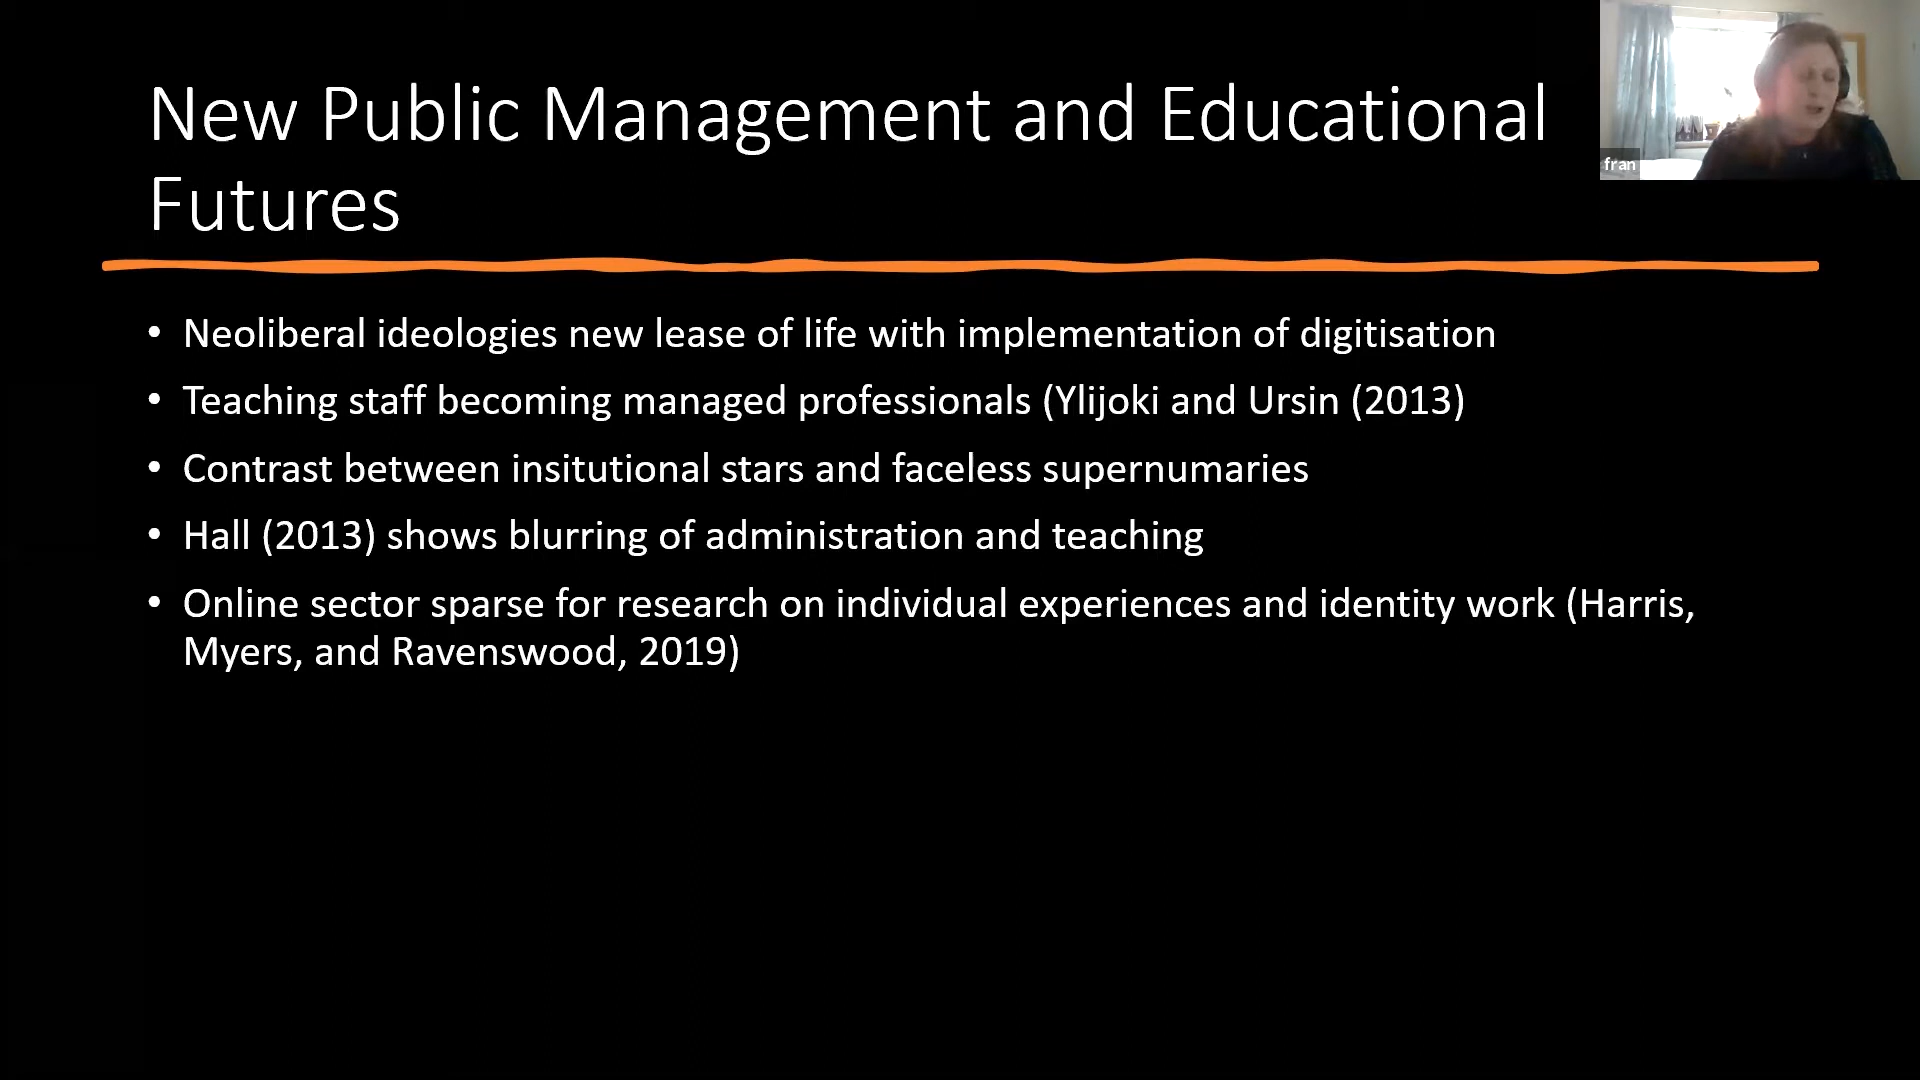 New Public Management and Educational
Futures
fran
• Neoliberal ideologies new lease of life with implementation of digitisation
• Teaching staff becoming managed professionals (Ylijoki and Ursin (2013)
• Contrast between insitutional stars and faceless supernumaries
• Hall (2013) shows blurring of administration and teaching
• Online sector sparse for research on individual experiences and identity work (Harris,
Myers, and Ravenswood, 2019)